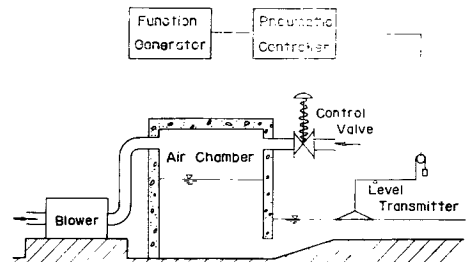 Function
Generator
Pneumatic
Controller
Control
Valve
Air Chamber
Level
Transmitter
Blower